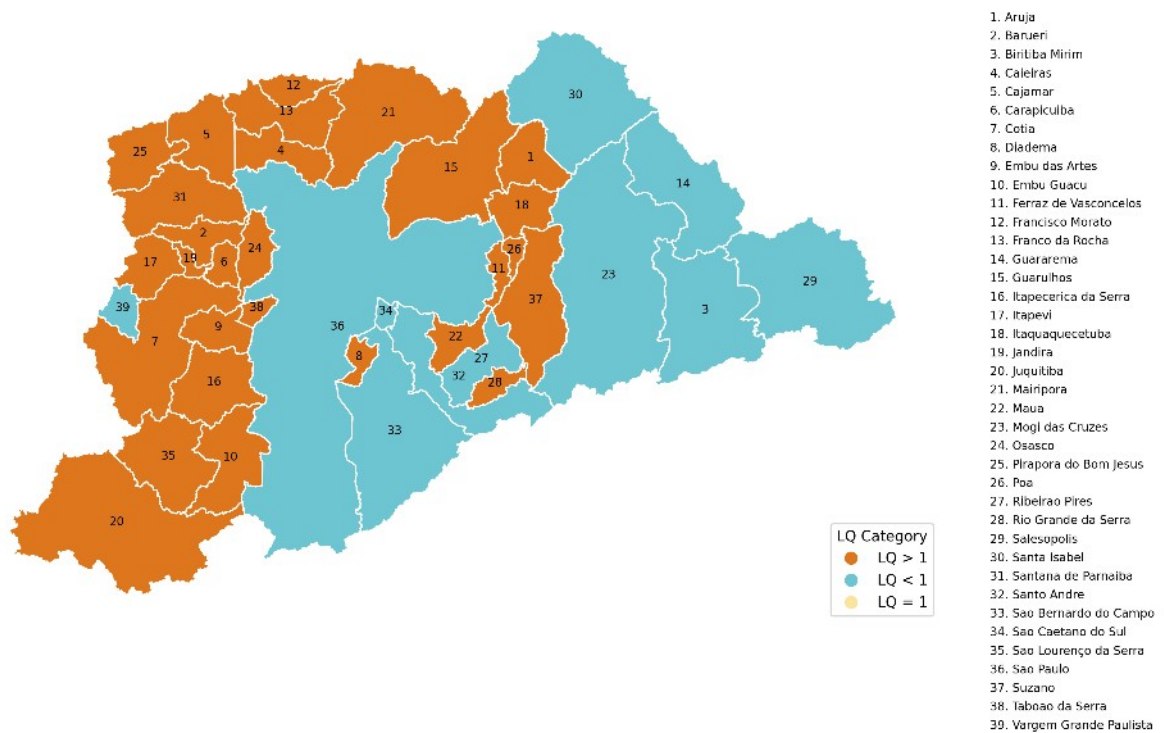 12
30
21
13
5
4
25
15
1
14
31
18
2
24
26
17
19
6
11
23
29
37
39
38
34
3
36
9
22
7
8
27
32
16
28
33
35
10
20
LQ Category
LQ > 1
LQ < 1
LQ = 1
1. Aruja
2. Barueri
3. Biritiba Mirim
4. Caieiras
5. Cajamar
6. Carapicuiba
7. Cotia
8. Diadema
9. Embu das Artes
10. Embu Guacu
11. Ferraz de Vasconcelos
12. Francisco Morato
13. Franco da Rocha
14. Guararema
15. Guarulhos
16. Itapecerica da Serra
17. Itapevi
18. Itaquaquecetuba
19. Jandira
20. Juquitiba
21. Mairipora
22. Maua
23. Mogi das Cruzes
24. Osasco
25. Pirapora do Bom Jesus
26. Poa
27. Ribeirao Pires
28. Rio Grande da Serra
29. Salesopolis
30. Santa Isabel
31. Santana de Parnaiba
32. Santo Andre
33. Sao Bernardo do Campo
34. Sao Caetano do Sul
35. Sao Lourenço da Serra
36. Sao Paulo
37. Suzano
38. Taboao da Serra
39. Vargem Grande Paulista